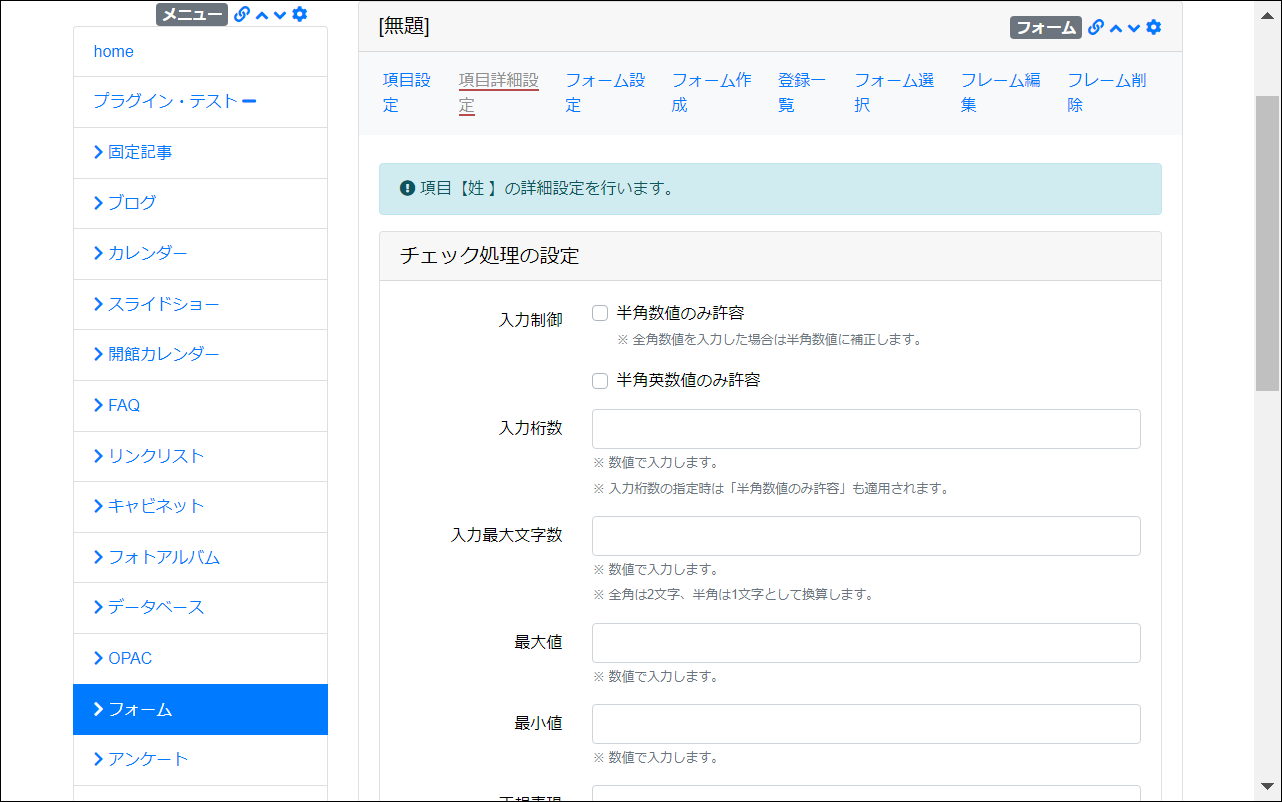 メニュー
home
プラグイン・テスト
固定記事
ブログ
カレンダー
スライドショー
開館カレンダー
FAQ
リンクリスト
キャビネット
フォトアルバム
データベース
OPAC
フォーム
アンケート
[無題]
フォーム
項目設
定
項目詳細設
定
フォーム設
定
フォーム作
成
登録一
覧
フォーム選
択
フレーム編
集
フレーム削
除
項目【姓 】の詳細設定を行います。
チェック処理の設定
入力制御
半角数値のみ許容
※ 全角数値を入力した場合は半角数値に補正します。
半角英数値のみ許容
入力桁数
※ 数値で入力します。
※ 入力桁数の指定時は「半角数値のみ許容」も適用されます。
入力最大文字数
※ 数値で入力します。
※ 全角は2文字、半角は1文字として換算します。
最大値
※ 数値で入力します。
最小値
※ 数値で入力します。
正規表現